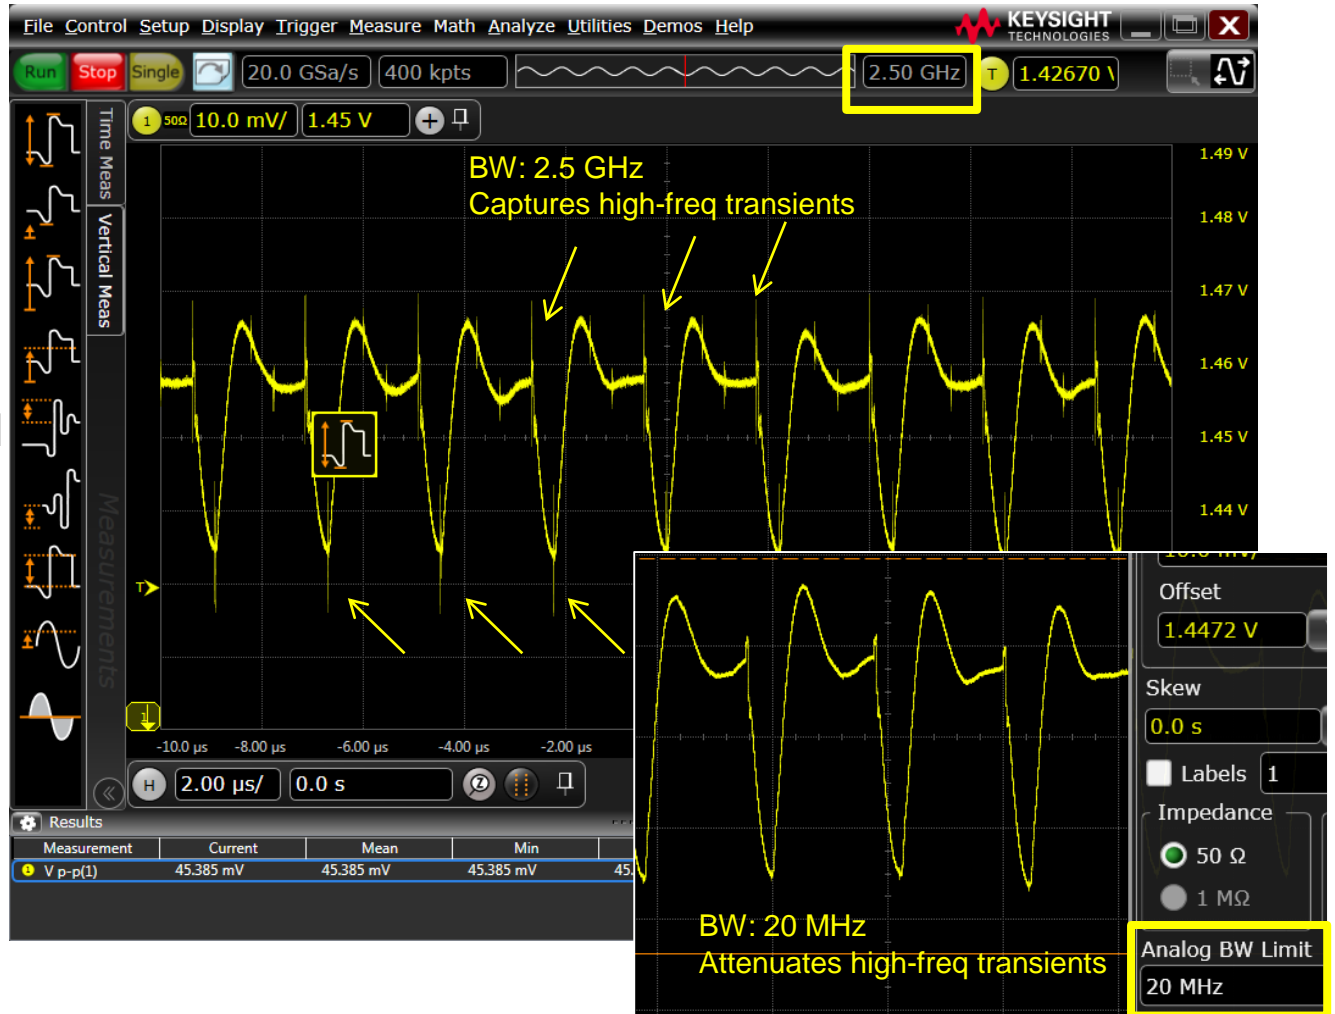 File Control Setup Display Trigger Measure Math Analyze Utilities Demos Help
KEYSIGHT
TECHNOLOGIES
Run Stop Single 20.0 GSa/s 400 kpts 2.50 GHz T 1.42670 V
1 50Ω 10.0 mV/ 1.45 V
Time Meas
Vertical Meas
Measurements
BW: 2.5 GHz
Captures high-freq transients
1.49 V
1.48 V
1.47 V
1.46 V
1.45 V
1.44 V
T
1
-10.0 µs -8.00 µs -6.00 µs -4.00 µs -2.00 µs
H 2.00 µs/ 0.0 s
Results
Measurement Current Mean Min
1 V p-p(1) 45.385 mV 45.385 mV 45.385 mV 45.
BW: 20 MHz
Attenuates high-freq transients
Offset
1.4472 V
Skew
0.0 s
Labels 1
Impedance
50 Ω
1 MΩ
Analog BW Limit
20 MHz